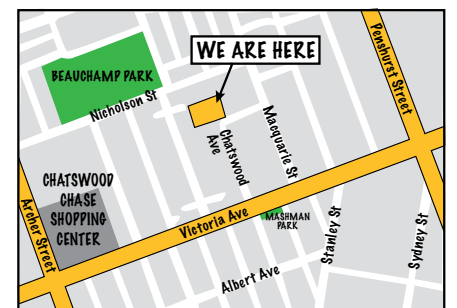 WE ARE HERE
Penshurst Street
BEAUCHAMP PARK
Nicholson St
Chatswood
Ave
Macquarie St
CHATSWOOD
CHASE
SHOPPING
CENTER
Archer Street
Victoria Ave
MASHMAN
PARK
Stanley St
Sydney St
Albert Ave